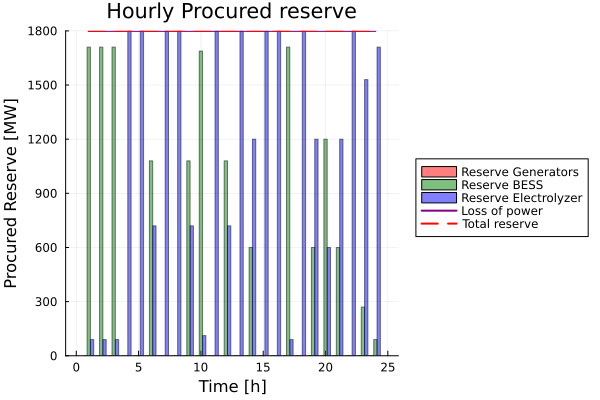 Hourly Procured reserve
Procured Reserve [MW]
1800
1500
1200
900
600
300
0
0 5 10 15 20 25
Time [h]
Reserve Generators
Reserve BESS
Reserve Electrolyzer
Loss of power
Total reserve